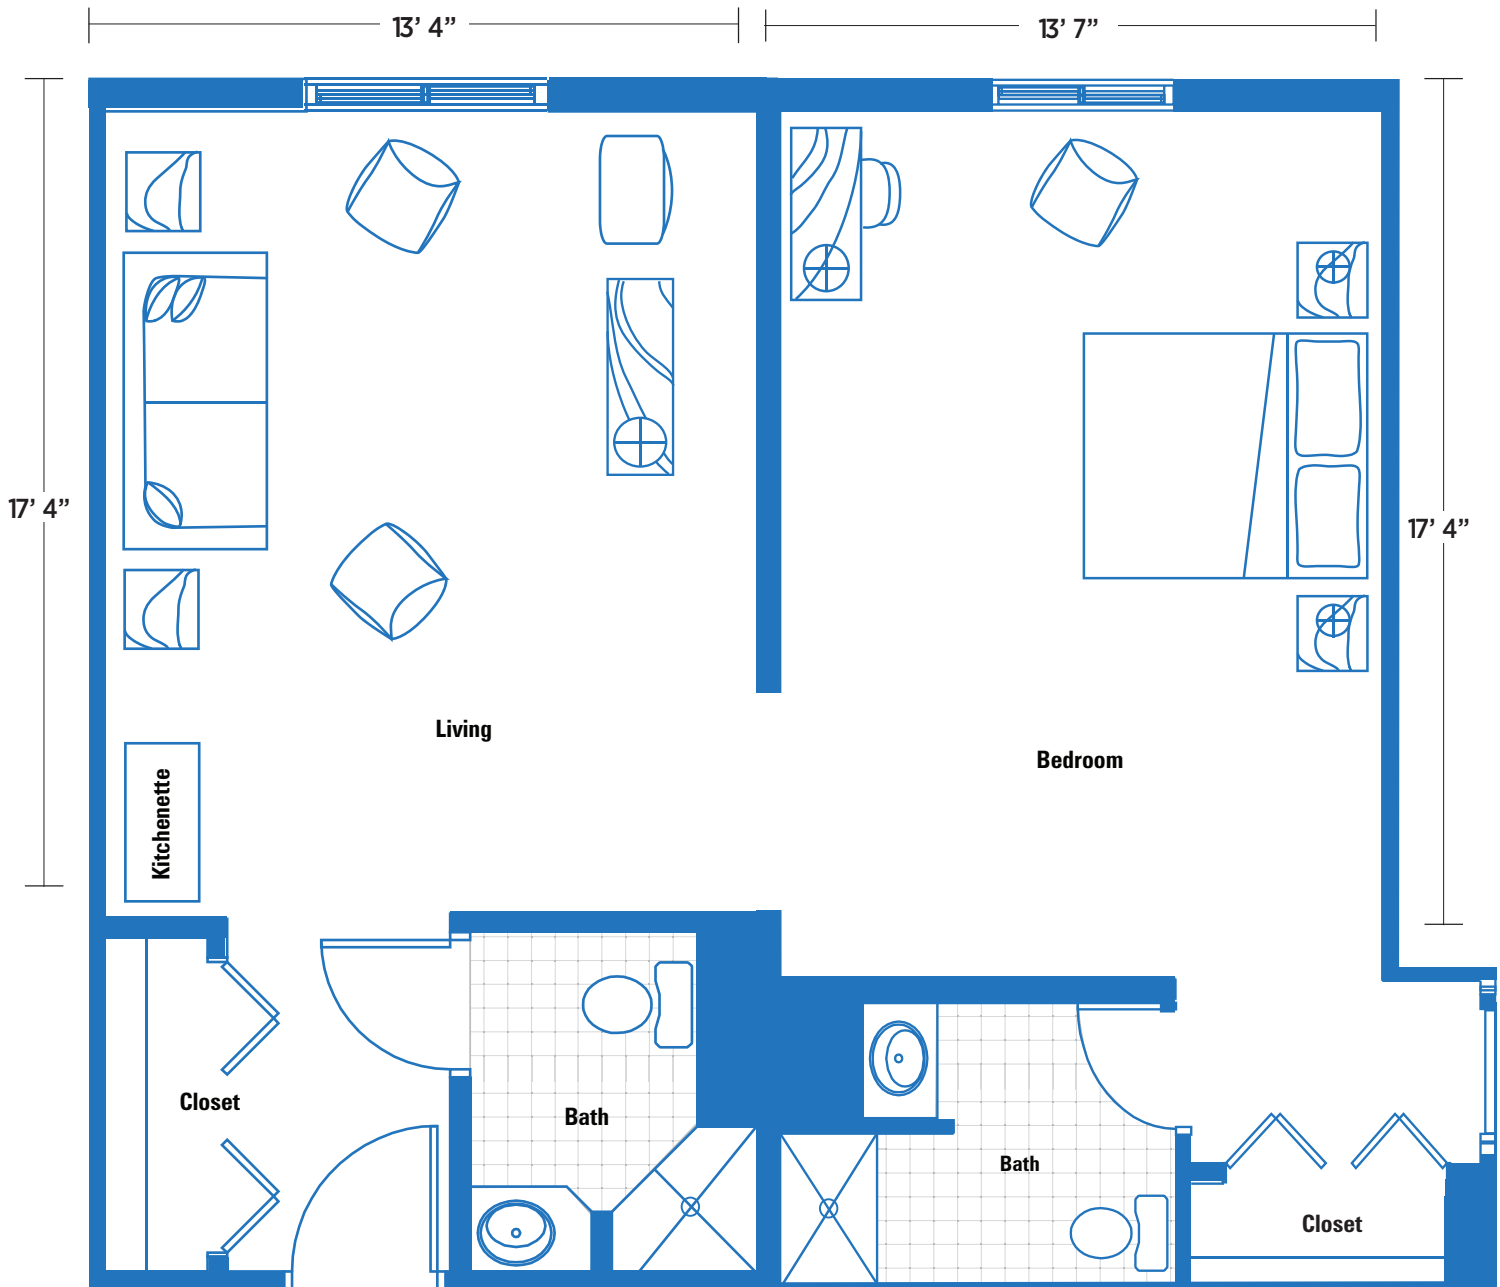 13’ 4”
13’ 7”
17’ 4”
17’ 4”
Living
Bedroom
Kitchenette
Closet
Bath
Bath
Closet